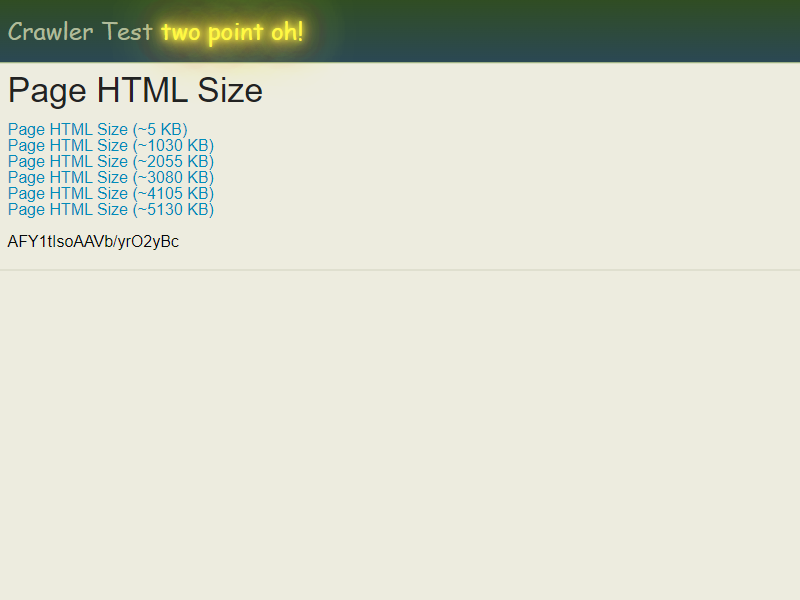 Crawler Test two point oh!
Page HTML Size
Page HTML Size (~5 KB)
Page HTML Size (~1030 KB)
Page HTML Size (~2055 KB)
Page HTML Size (~3080 KB)
Page HTML Size (~4105 KB)
Page HTML Size (~5130 KB)
AFY1tIsoAAVb/yrO2yBc